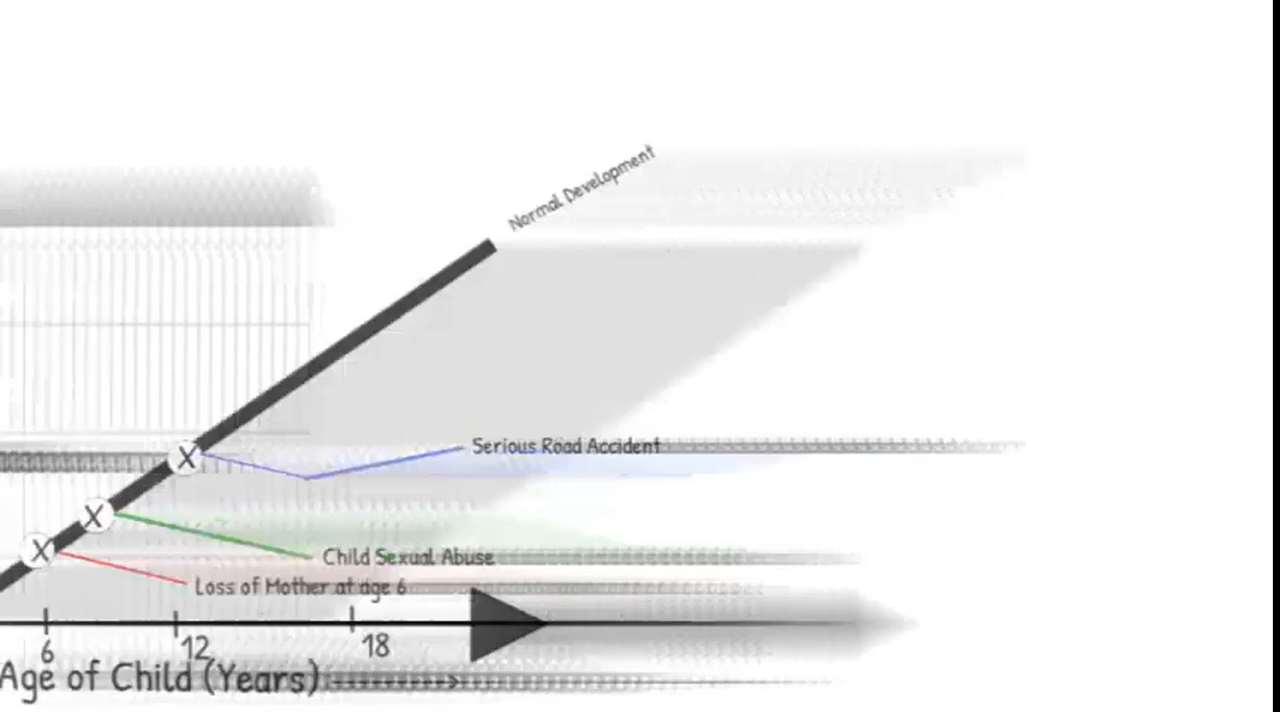 Normal Development
Serious Road Accident
X
X
Child Sexual Abuse
X
Loss of Mother at age 6
6
12
18
Age of Child (Years)